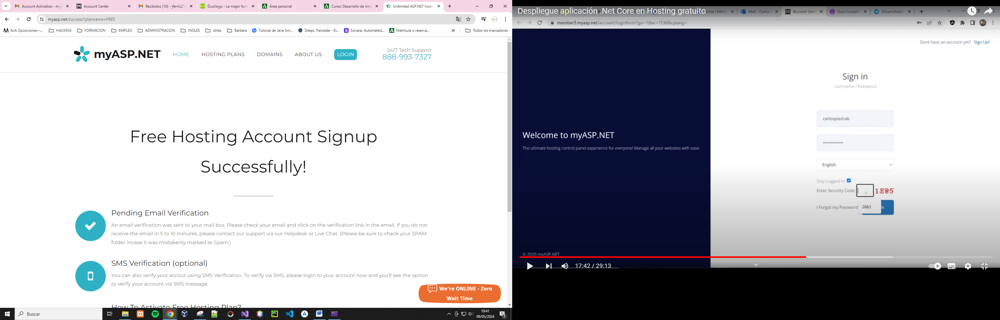 Account Activation - my
Account Center
Recibidos (10) - jferric21
Duolingo - La mejor for
Área personal
Curso: Desarrollo de inte
Unlimited ASP.NET hosti
myasp.net/success?planname=FREE
AvA Oposiciones –...
HACKING
FORMACION
EMPLEO
ADMINISTRACION
INGLES
útiles
Barbara
Tutorial de Java Swi...
DeepL Translate - El...
Sonara: Automated...
Matrícula o reserva...
»
Todos los marcadores
myASP.NET
HOME
HOSTING PLANS
DOMAINS
ABOUT US
LOGIN
24/7 Tech Support
888-993-7327
Free Hosting Account Signup
Successfully!
Pending Email Verification
An email verification was sent to your mail box. Please check your email and click on the verification link in the email. If you do not
receive the email in 5 to 10 minutes, please contact our support via our Helpdesk or Live Chat. (Please be sure to check your SPAM
folder incase it was mistakenly marked as Spam.)
SMS Verification (optional)
You can also verify your accout using SMS Verification. To verify via SMS, please login to your account now and you'll see the option
to verify your account via SMS message.
How To Activate Free Hosting Plan?
We're ONLINE - Zero
Wait Time
Buscar
10:41
09/05/2024
2
Despliegue aplicación .Net Core en Hosting gratuito
Home | Micros
Mail - Carlos
Account Cent
Guia Complet
Desarrollador
member5.myasp.net/account/loginform?go=1&w=1536&cplang=
Dont have an account yet? Sign Up!
Sign in
Username / Password
carlospiedrab
English
Stay Logged-In
Enter Security Code:
1805
I Forgot my Password
2663
in
Welcome to myASP.NET
The ultimate hosting control panel experience for everyone! Manage all your websites with ease.
© 2020 myASP.NET
17:42 / 29:13